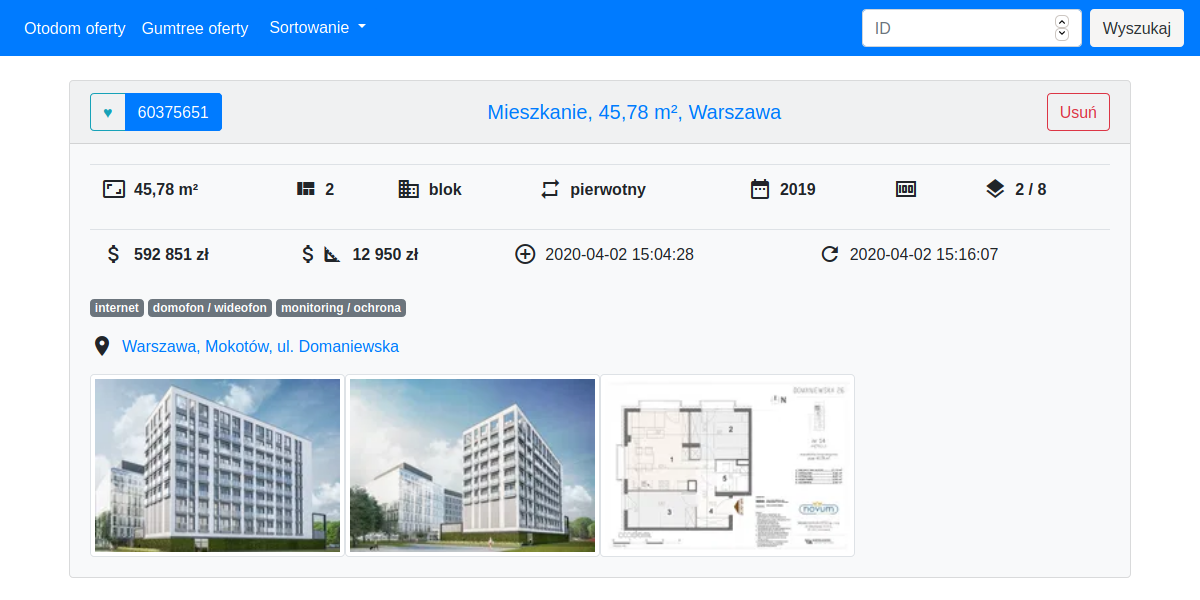 Otodom oferty Gumtree oferty Sortowanie ID Wyszukaj
♥ 60375651 Mieszkanie, 45,78 m², Warszawa Usuń
45,78 m² 2 blok pierwotny 2019 100 2 / 8
$ 592 851 zł $ 12 950 zł 2020-04-02 15:04:28 2020-04-02 15:16:07
internet domofon / wideofon monitoring / ochrona
Warszawa, Mokotów, ul. Domaniewska
DOMANIEWSKA 26
N
2
1
5
3
4
novum
otodom